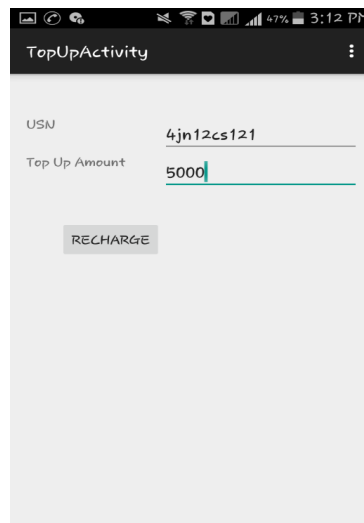 47% 3:12 PM
TopUpActivity
USN
4jn12cs121
Top Up Amount
5000
RECHARGE